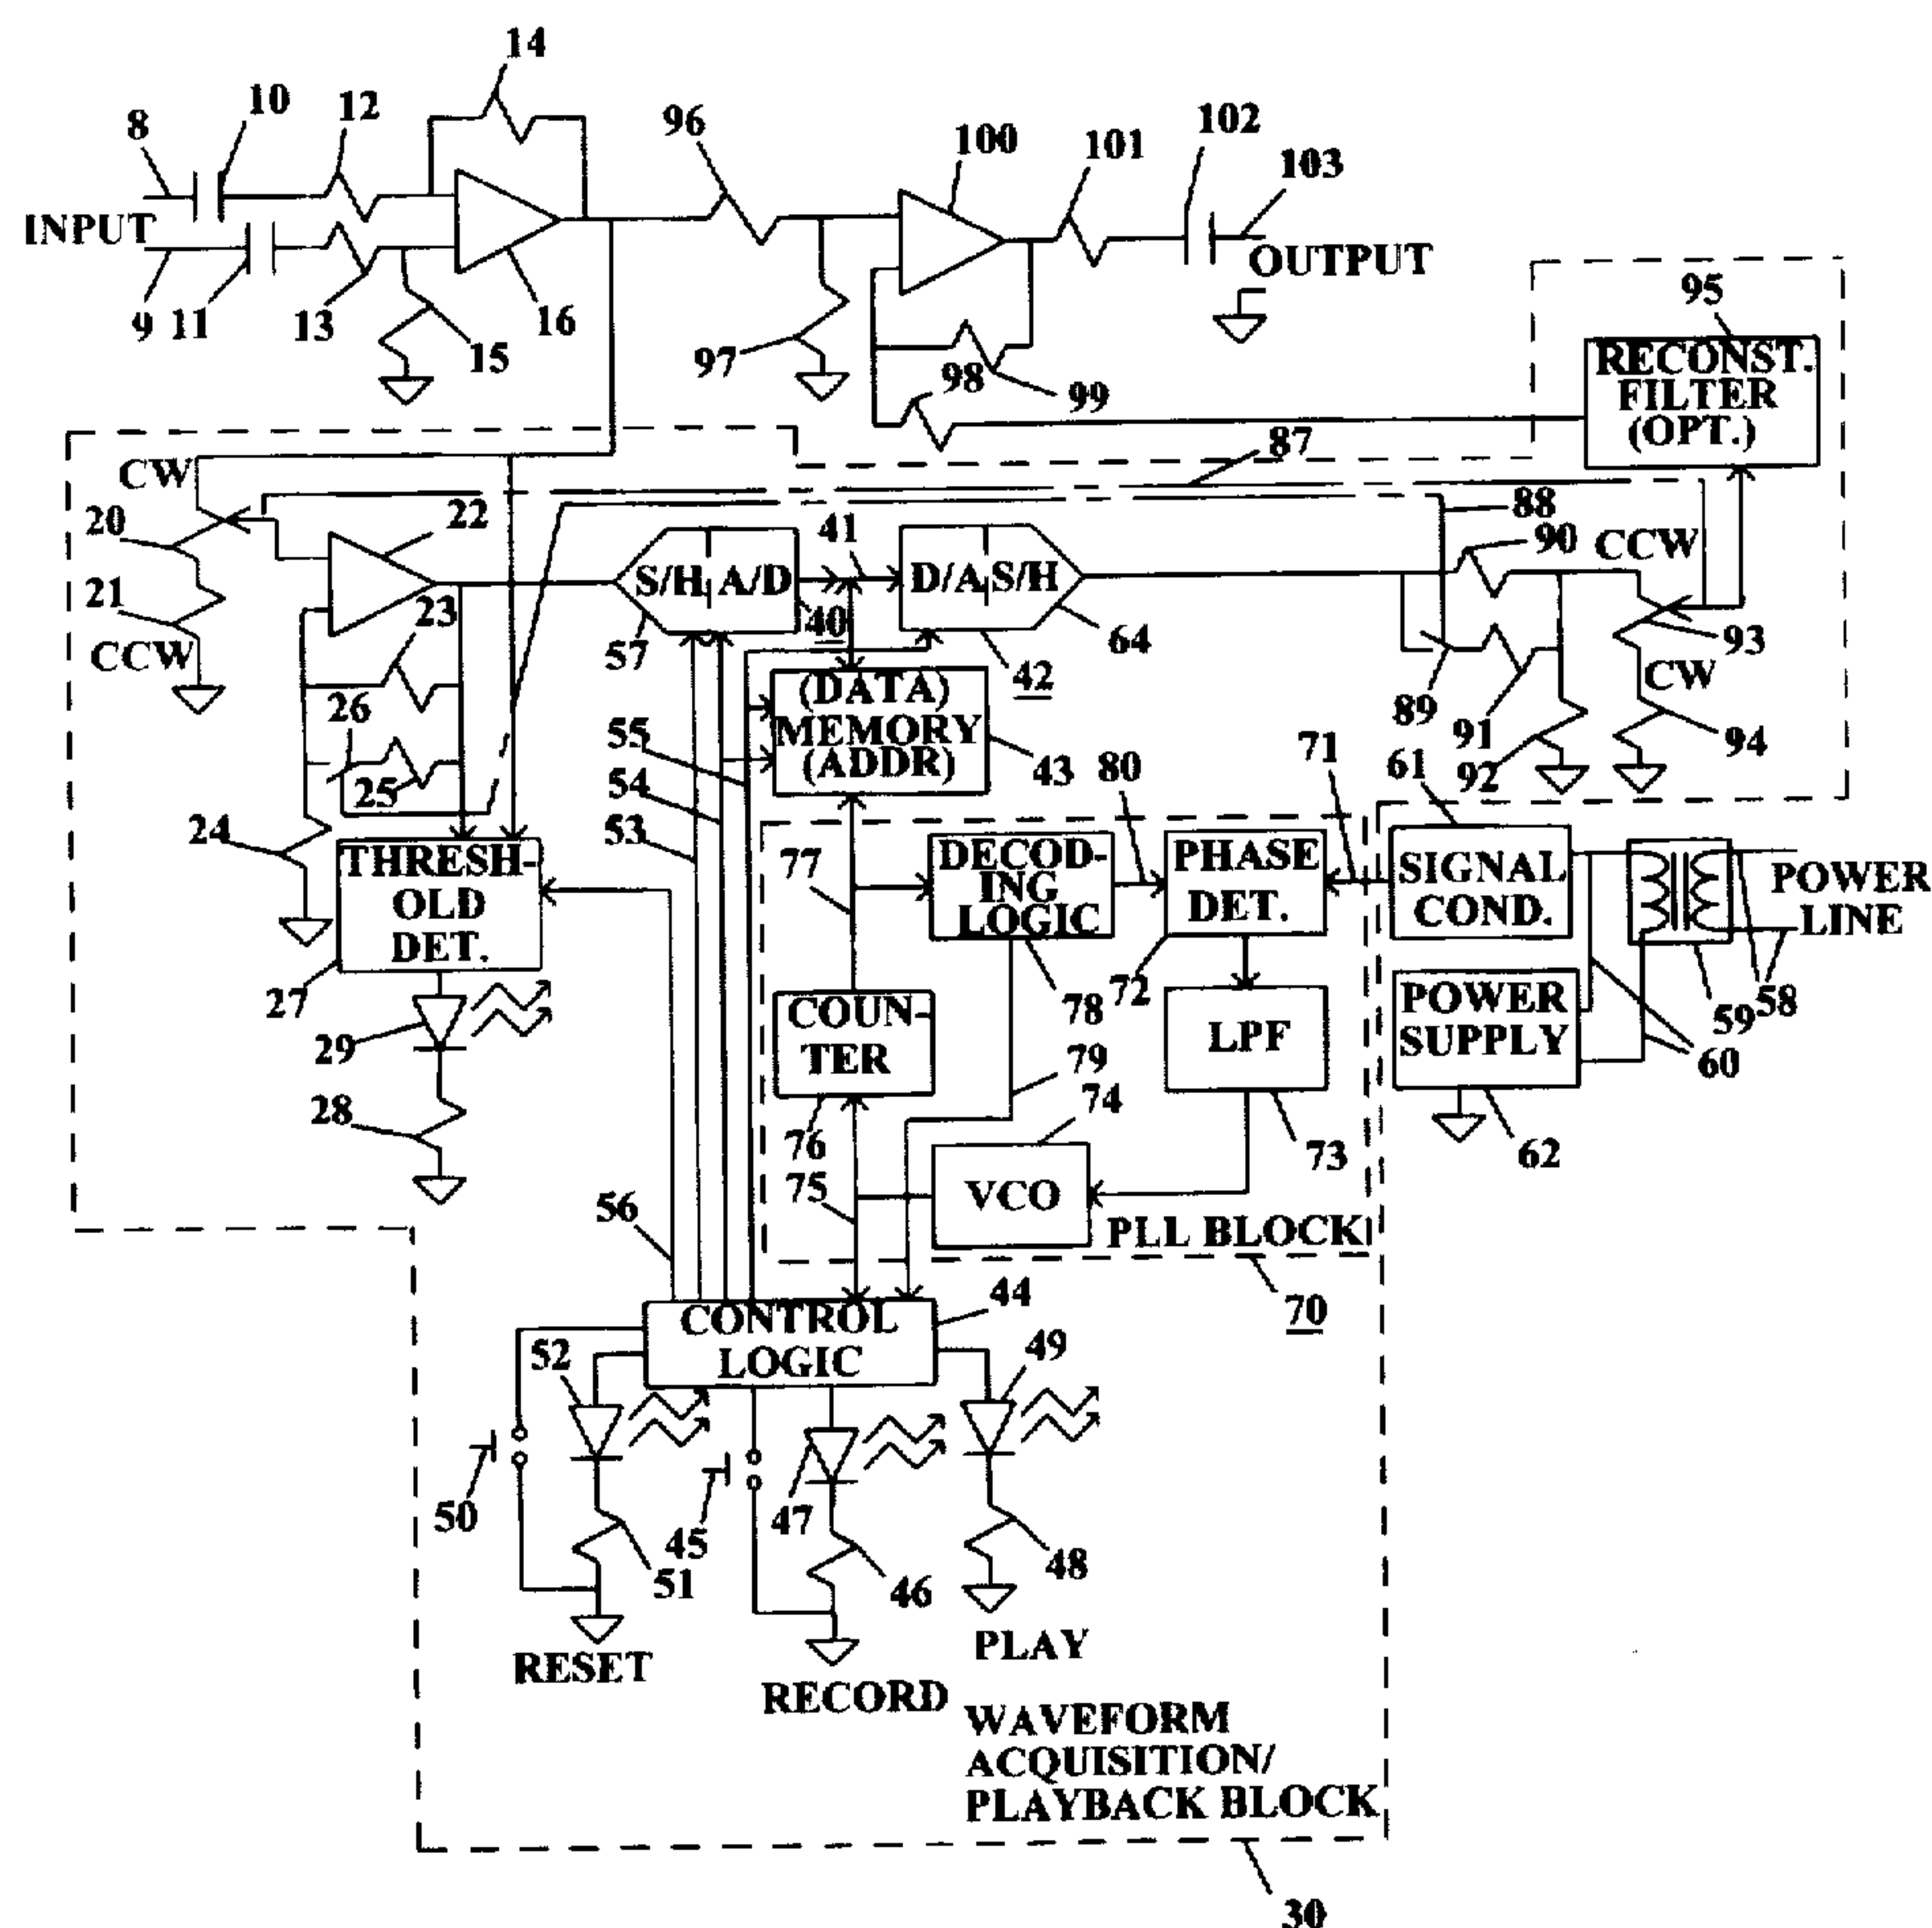 14
8 10 12 96 100 101 102 103
INPUT
OUTPUT
9 11 13 15 16 97 98 99
95
RECONST.
FILTER
(OPT.)
87
CW
20 22 41 88
90 CCW
21 23
S/H A/D D/A S/H
40
CCW
57 42 64 93
CW
26
(DATA)
MEMORY
(ADDR)
55 89 91 92 94
54 43 80 71 61
25
53
24
THRESH-
OLD
DET.
77
DECOD-
ING
LOGIC
PHASE
DET.
SIGNAL
COND.
POWER
LINE
27 78 72 59 58
29
COUN-
TER
LPF
POWER
SUPPLY
60
79
28 74
76 73 62
75
56
VCO
PLL BLOCK
44 70
CONTROL
LOGIC
52 49
50 45 47 51 46 48
RESET
RECORD
PLAY
WAVEFORM
ACQUISITION/
PLAYBACK BLOCK
30